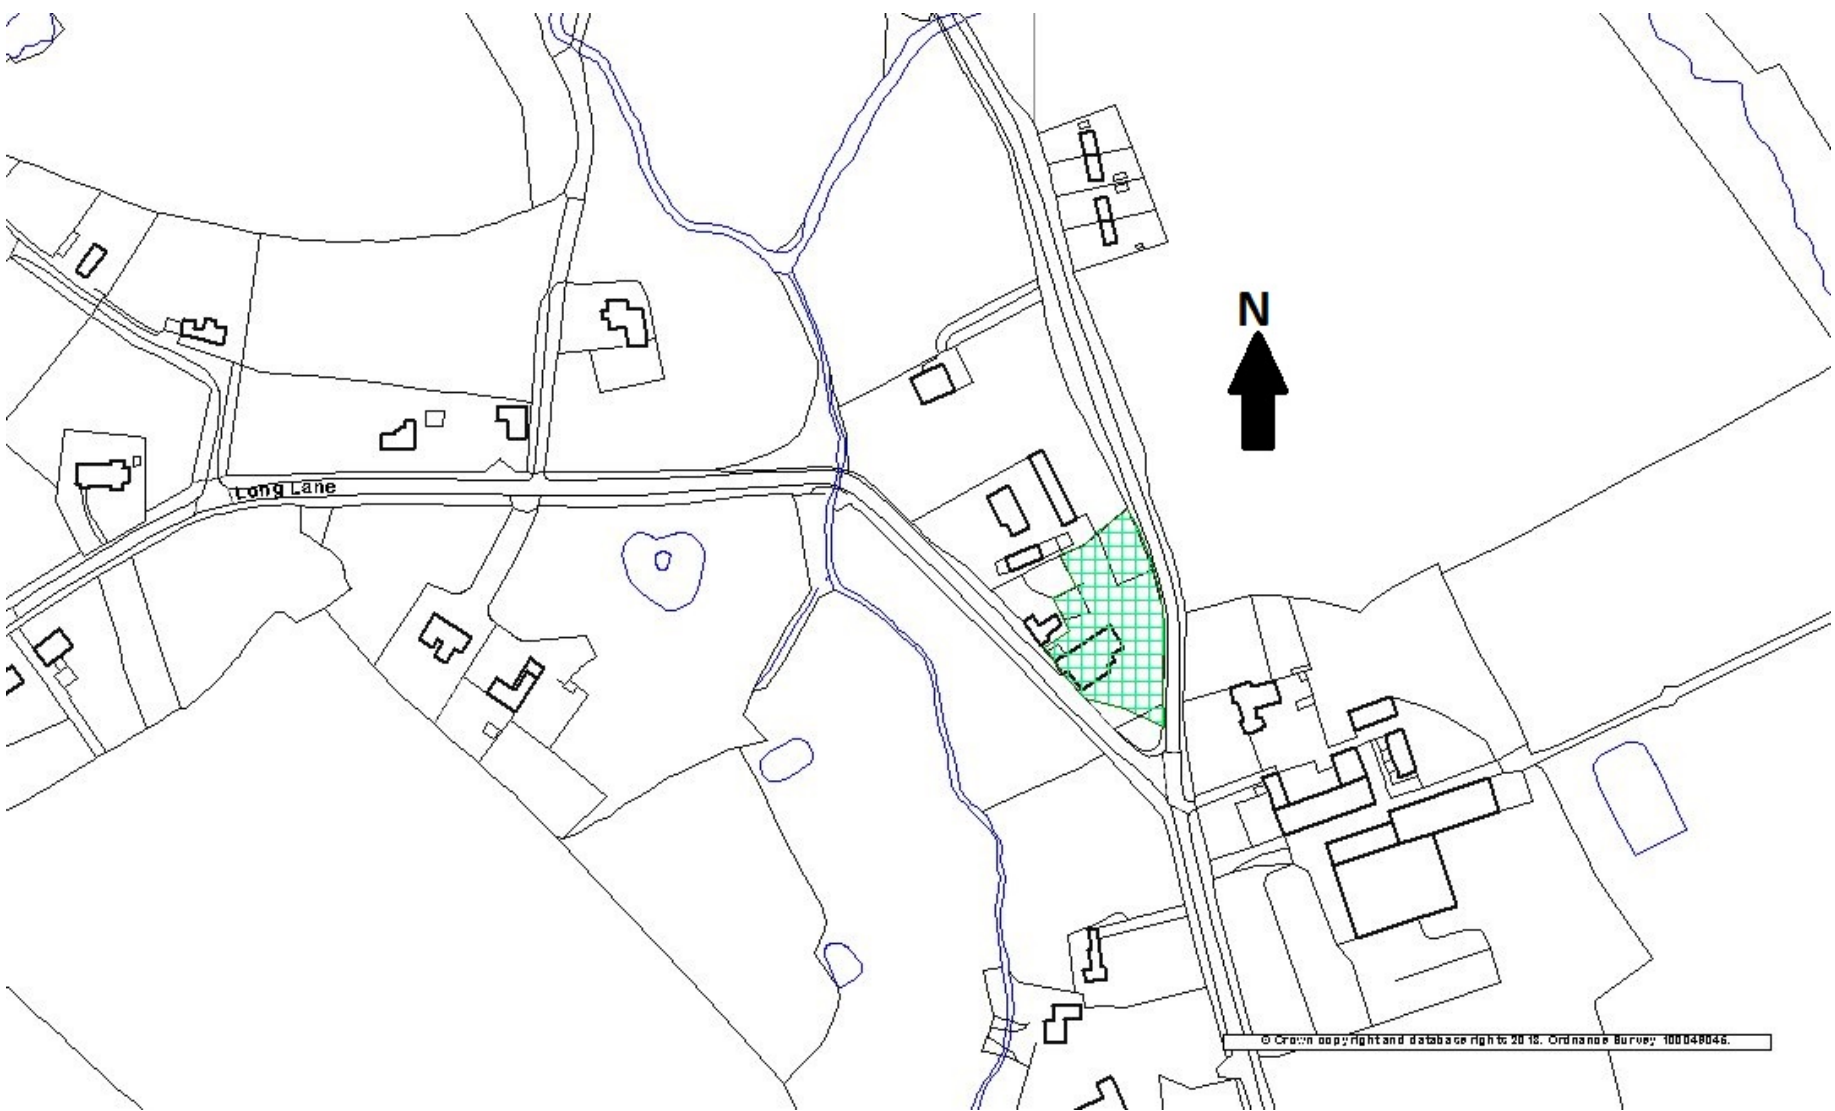 N
Long Lane
© Crown copyright and database rights 2018. Ordnance Survey 100049046.